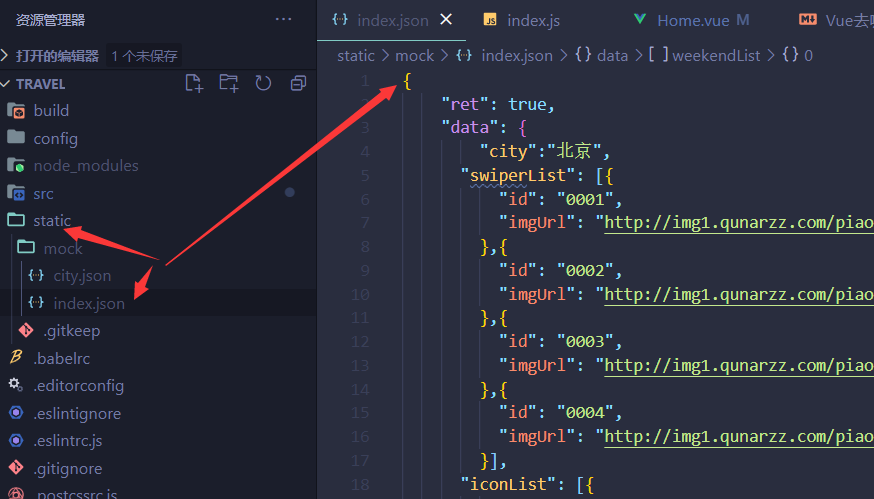 资源管理器 ···
打开的编辑器 1 个未保存
TRAVEL
build
config
node_modules
src
static
mock
city.json
index.json
.gitkeep
.babelrc
.editorconfig
.eslintignore
.eslintrc.js
.gitignore
.postcssrc.js
index.json JS index.js Home.vue M Vue去
static > mock > index.json > {} data > [ ] weekendList > {} 0
1 {
2 "ret": true,
3 "data": {
4 "city":"北京",
5 "swiperList": [{
6 "id": "0001",
7 "imgUrl": "http://img1.qunarzz.com/piao
8 },{
9 "id": "0002",
10 "imgUrl": "http://img1.qunarzz.com/piao
11 },{
12 "id": "0003",
13 "imgUrl": "http://img1.qunarzz.com/piao
14 },{
15 "id": "0004",
16 "imgUrl": "http://img1.qunarzz.com/piao
17 }],
18 "iconList": [{